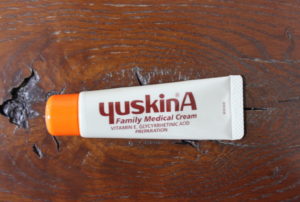 yuskinA
Family Medical Cream
VITAMIN E. GLYCYRRHETINIC ACID
PREPARATION